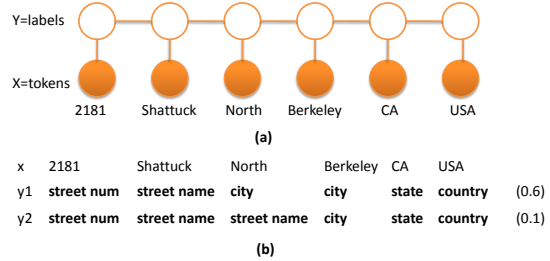 Y=labels
X=tokens
2181 Shattuck North Berkeley CA USA
(a)
x 2181 Shattuck North Berkeley CA USA
y1 street num street name city city state country (0.6)
y2 street num street name street name city state country (0.1)
(b)